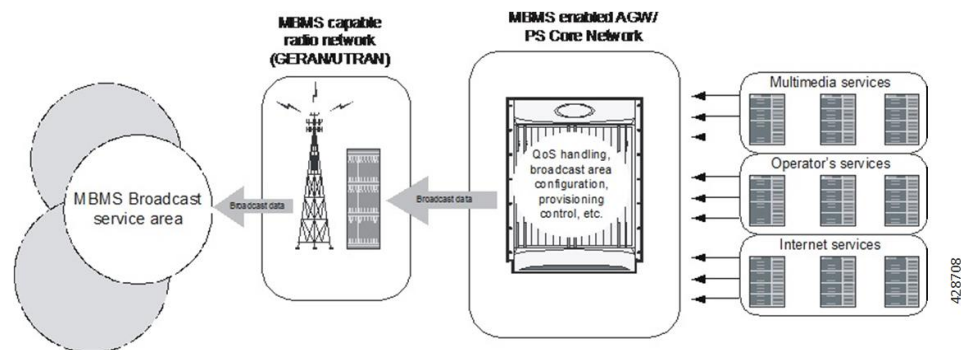 MBMS capable
radio network
(GERAN/UTRAN)
MBMS enabled AGW/
PS Core Network
Multimedia services
QoS handling,
broadcast area
configuration,
provisioning
control, etc.
Operator's services
MBMS Broadcast
service area
Broadcast data
Broadcast data
Internet services
428708